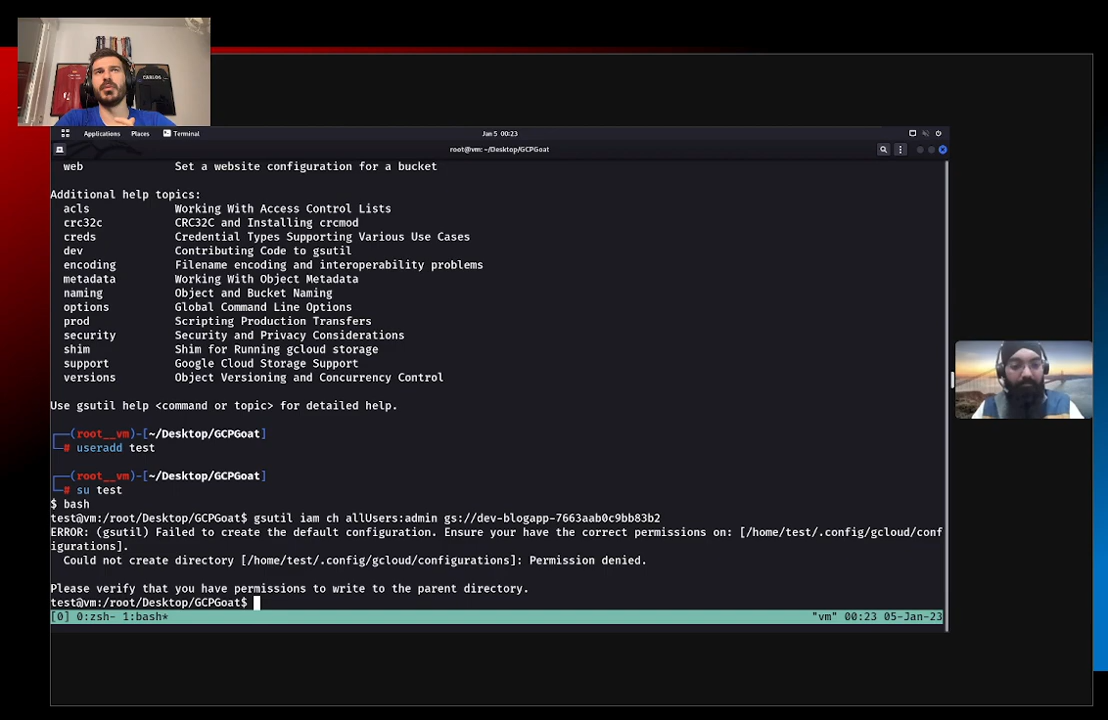 CARLOS
Applications Places Terminal Jan 5 00:23
root@vm: ~/Desktop/GCPGoat
web Set a website configuration for a bucket
Additional help topics:
acls Working With Access Control Lists
crc32c CRC32C and Installing crcmod
creds Credential Types Supporting Various Use Cases
dev Contributing Code to gsutil
encoding Filename encoding and interoperability problems
metadata Working With Object Metadata
naming Object and Bucket Naming
options Global Command Line Options
prod Scripting Production Transfers
security Security and Privacy Considerations
shim Shim for Running gcloud storage
support Google Cloud Storage Support
versions Object Versioning and Concurrency Control
Use gsutil help <command or topic> for detailed help.
┌──(root__vm)-[~/Desktop/GCPGoat]
└─# useradd test
┌──(root__vm)-[~/Desktop/GCPGoat]
└─# su test
$ bash
test@vm:/root/Desktop/GCPGoat$ gsutil iam ch allUsers:admin gs://dev-blogapp-7663aab0c9bb83b2
ERROR: (gsutil) Failed to create the default configuration. Ensure your have the correct permissions on: [/home/test/.config/gcloud/conf
igurations].
Could not create directory [/home/test/.config/gcloud/configurations]: Permission denied.
Please verify that you have permissions to write to the parent directory.
test@vm:/root/Desktop/GCPGoat$
[0] 0:zsh- 1:bash* "vm" 00:23 05-Jan-23